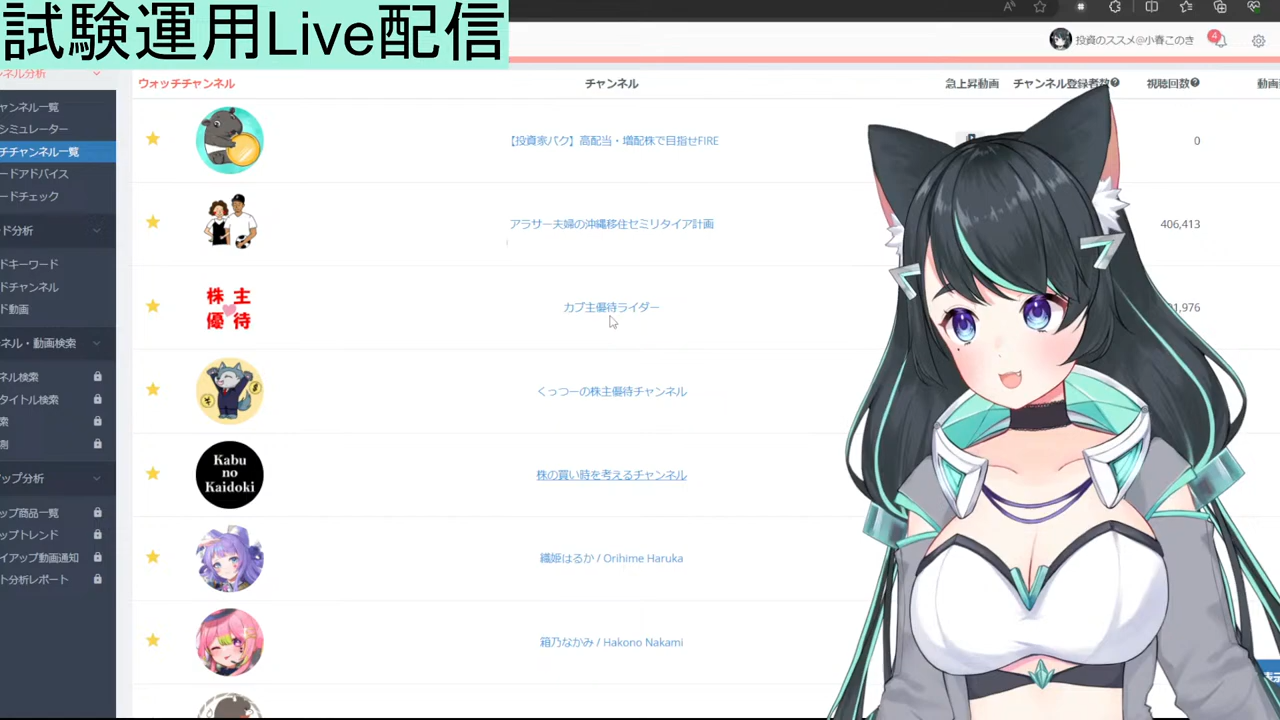 試験運用Live配信
投資のススメ@小春このき
4
ネル分析
ウォッチチャンネル
チャンネル
急上昇動画
チャンネル登録者数
視聴回数
動画
ャンネル一覧
シミュレーター
チチャンネル一覧
ードアドバイス
ードチェック
ド分析
ドキーワード
ドチャンネル
ド動画
ネル・動画検索
ネル検索
タイトル検索
索
測
ップ分析
ップ商品一覧
ップトレンド
イアップ動画通知
ト分析レポート
【投資家バク】高配当・増配株で目指せFIRE
0
アラサー夫婦の沖縄移住セミリタイア計画
406,413
株主
優待
カブ主優待ライダー
1,976
くっつーの株主優待チャンネル
Kabu
no
Kaidoki
株の買い時を考えるチャンネル
織姫はるか / Orihime Haruka
箱乃なかみ / Hakono Nakami